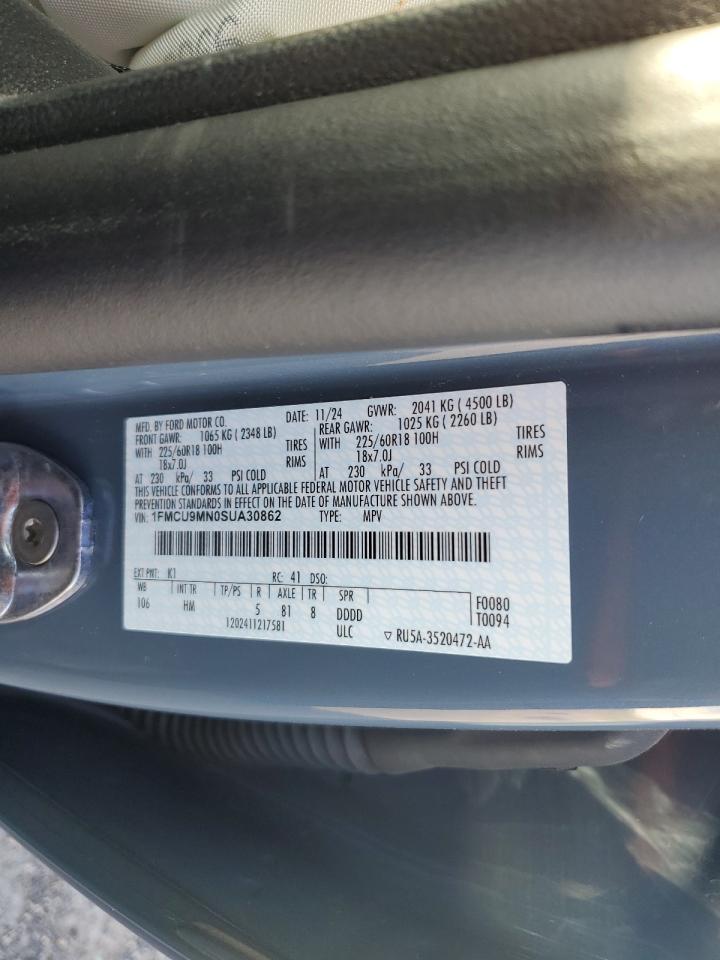 MFD. BY FORD MOTOR CO. DATE: 11/24 GVWR: 2041 KG ( 4500 LB)
FRONT GAWR: 1065 KG ( 2348 LB) REAR GAWR: 1025 KG ( 2260 LB)
WITH 225/60R18 100H TIRES WITH 225/60R18 100H TIRES
18x7.0J RIMS 18x7.0J RIMS
AT 230 kPa/ 33 PSI COLD AT 230 kPa/ 33 PSI COLD
THIS VEHICLE CONFORMS TO ALL APPLICABLE FEDERAL MOTOR VEHICLE SAFETY AND THEFT
PREVENTION STANDARDS IN EFFECT ON THE DATE OF MANUFACTURE SHOWN ABOVE.
VIN: 1FMCU9MN0SUA30862 TYPE: MPV
EXT PNT: K1 RC: 41 DSO:
WB INT TR TP/PS R AXLE TR SPR F0080
106 HM 5 81 8 DDDD T0094
1202411217581 ULC ▽ RU5A-3520472-AA